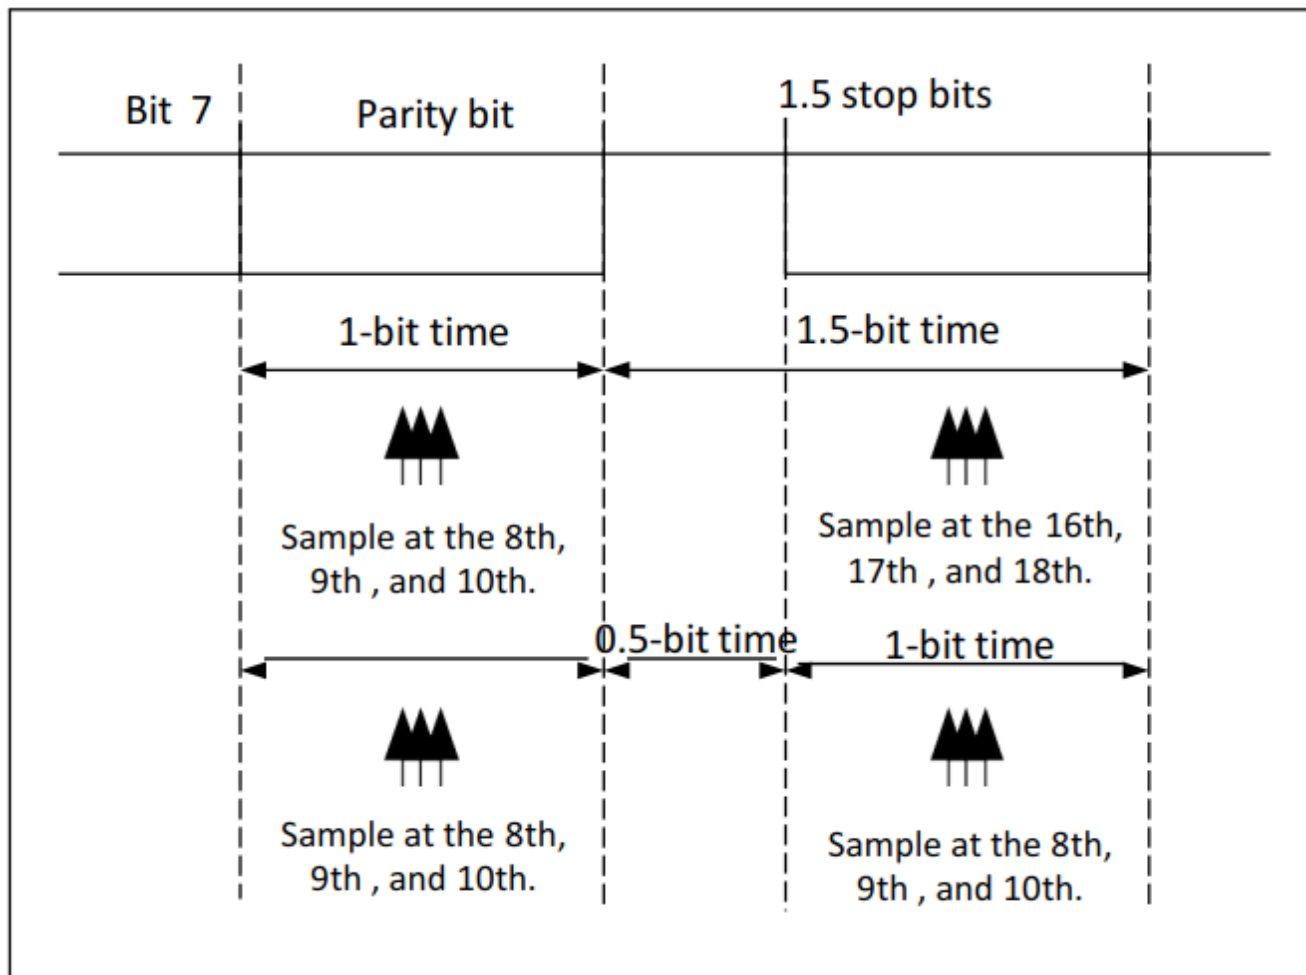 Bit 7
Parity bit
1.5 stop bits
1-bit time
1.5-bit time
Sample at the 8th,
9th , and 10th.
Sample at the 16th,
17th , and 18th.
0.5-bit time
1-bit time
Sample at the 8th,
9th , and 10th.
Sample at the 8th,
9th , and 10th.